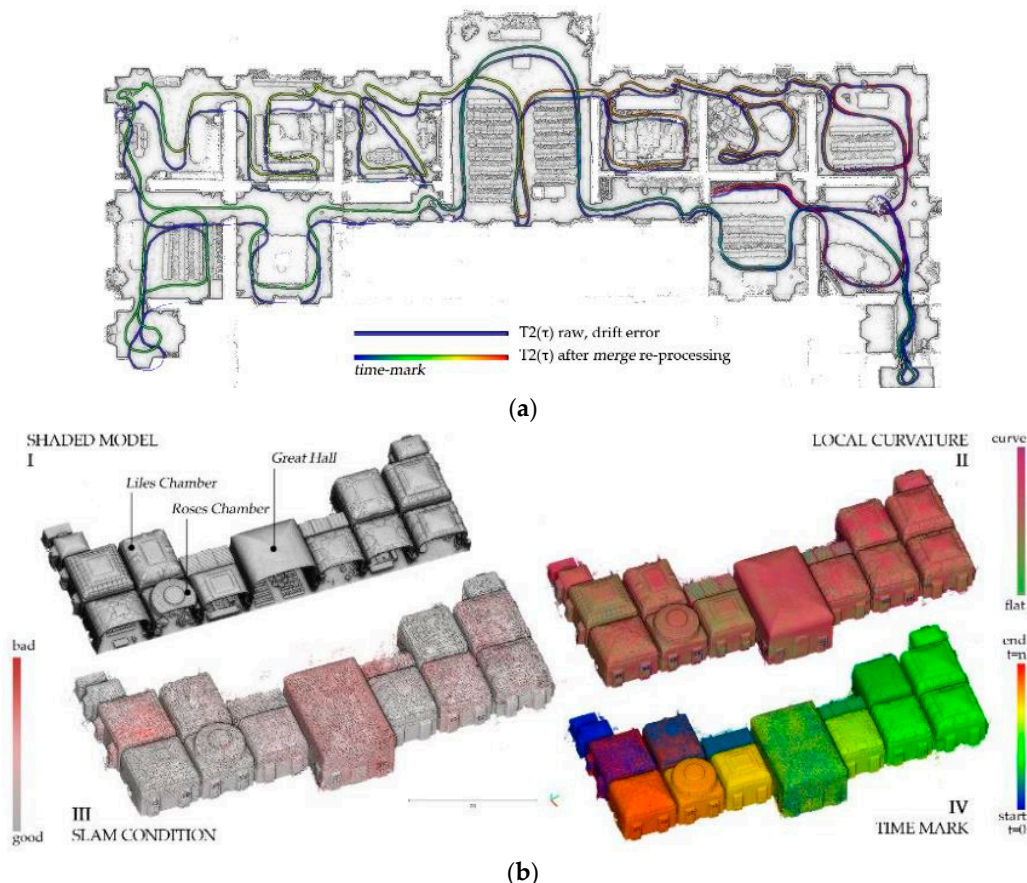 T2(τ) raw, drift error
T2(τ) after merge re-processing
time-mark
(a)
SHADED MODEL
I
Liles Chamber
Roses Chamber
Great Hall
LOCAL CURVATURE
II
curve
flat
bad
good
III
SLAM CONDITION
end
t=n
start
t=0
IV
TIME MARK
(b)